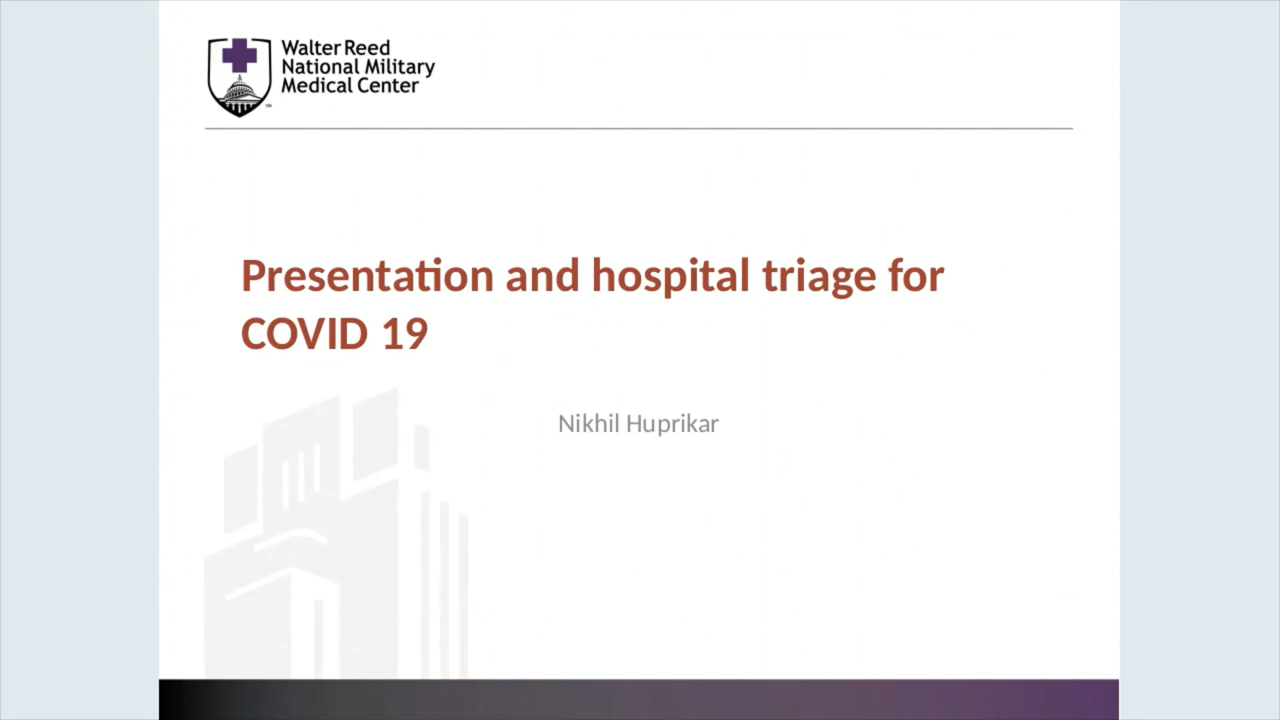 Walter Reed
National Military
Medical Center
Presentation and hospital triage for
COVID 19
Nikhil Huprikar